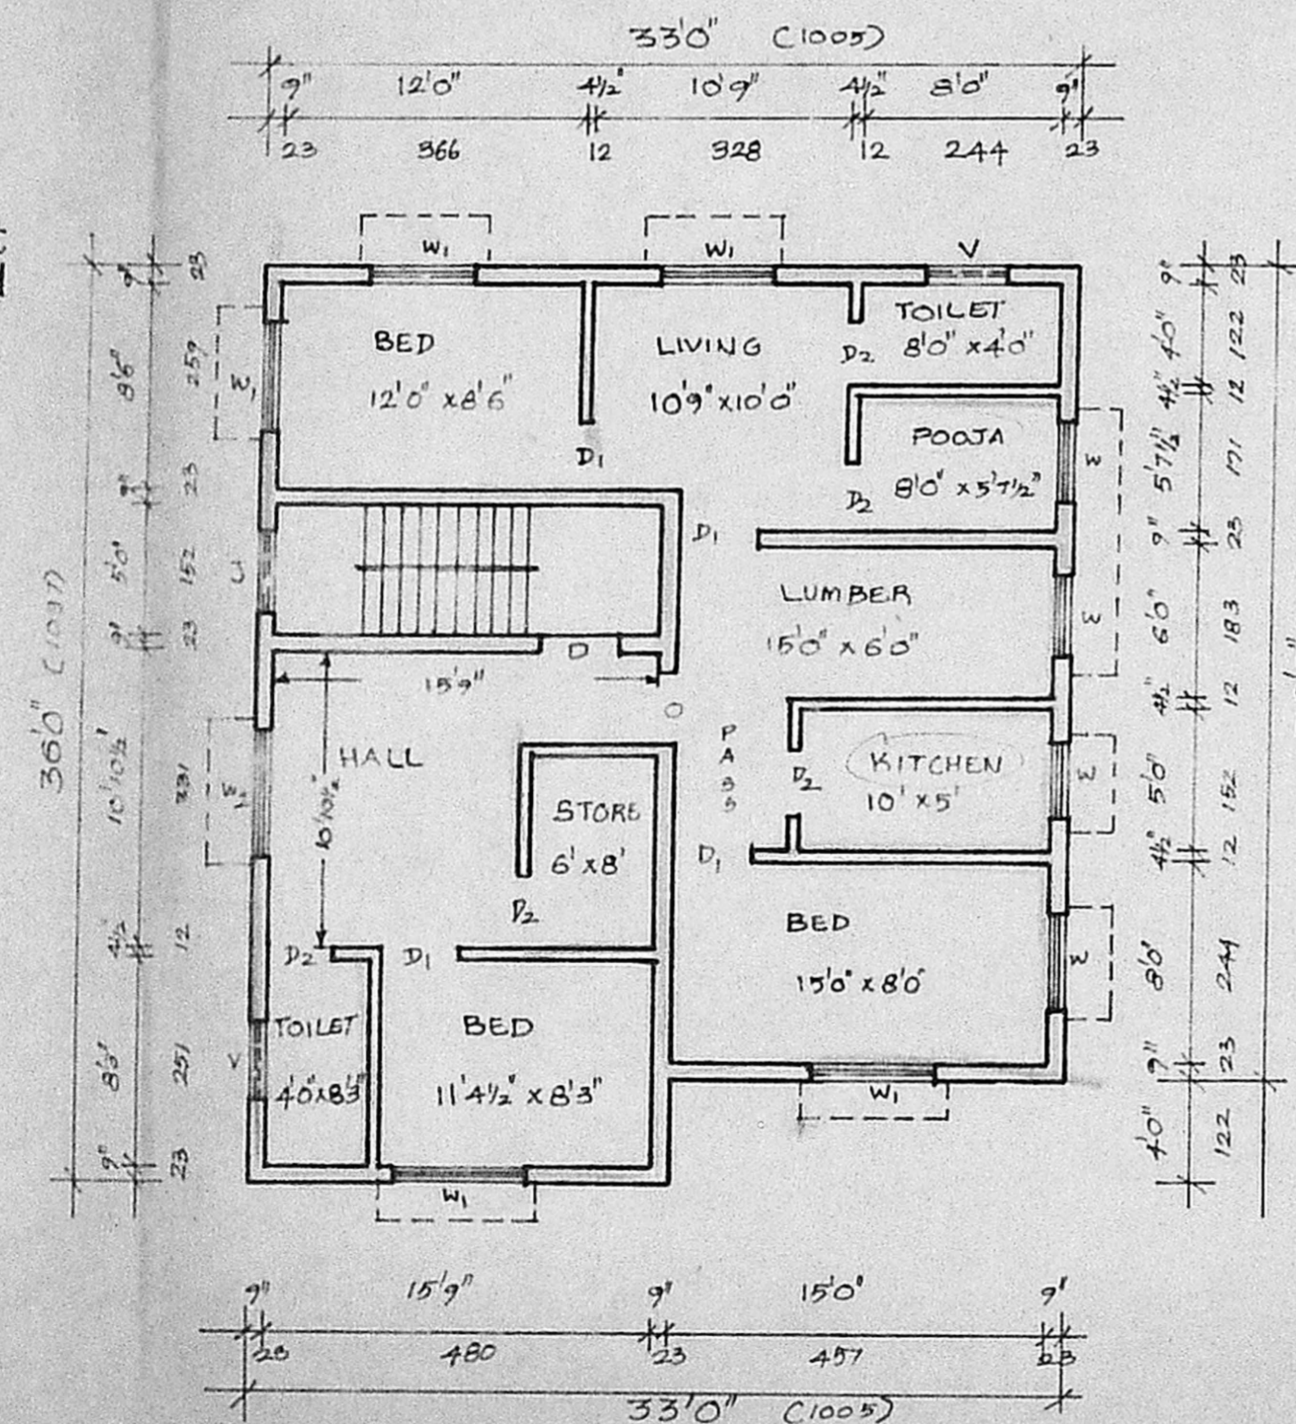 33'0" (1005)
9" 12'0" 4½" 10'9" 4½" 8'0" 9"
23 366 12 328 12 244 23
W1 W1 V
BED
12'0" x 8'6"
LIVING
10'9" x 10'0"
TOILET
8'0" x 4'0"
D2
POOJA
8'0" x 5'7½"
D1
D2
D1
LUMBER
15'0" x 6'0"
D
15'9"
O
HALL
10'10½"
PASS
D2
KITCHEN
10' x 5'
STORE
6' x 8'
D1
D2
BED
15'0" x 8'0"
D2 D1
TOILET
4'0" x 8'3"
BED
11'4½" x 8'3"
W1
W1
W1
U
W1
V
W
W
W
W
36'0" (1097)
9" 8'6" 9" 5'0" 9" 10'10½" 4½" 8'3" 9"
23 259 23 152 23 331 12 251 23
9" 4'0" 4½" 5'7½" 9" 6'0" 4½" 5'0" 4½" 8'0" 9" 4'0"
23 122 12 171 23 183 12 152 12 244 23 122
9" 15'9" 9" 15'0" 9"
23 480 23 457 23
33'0" (1005)